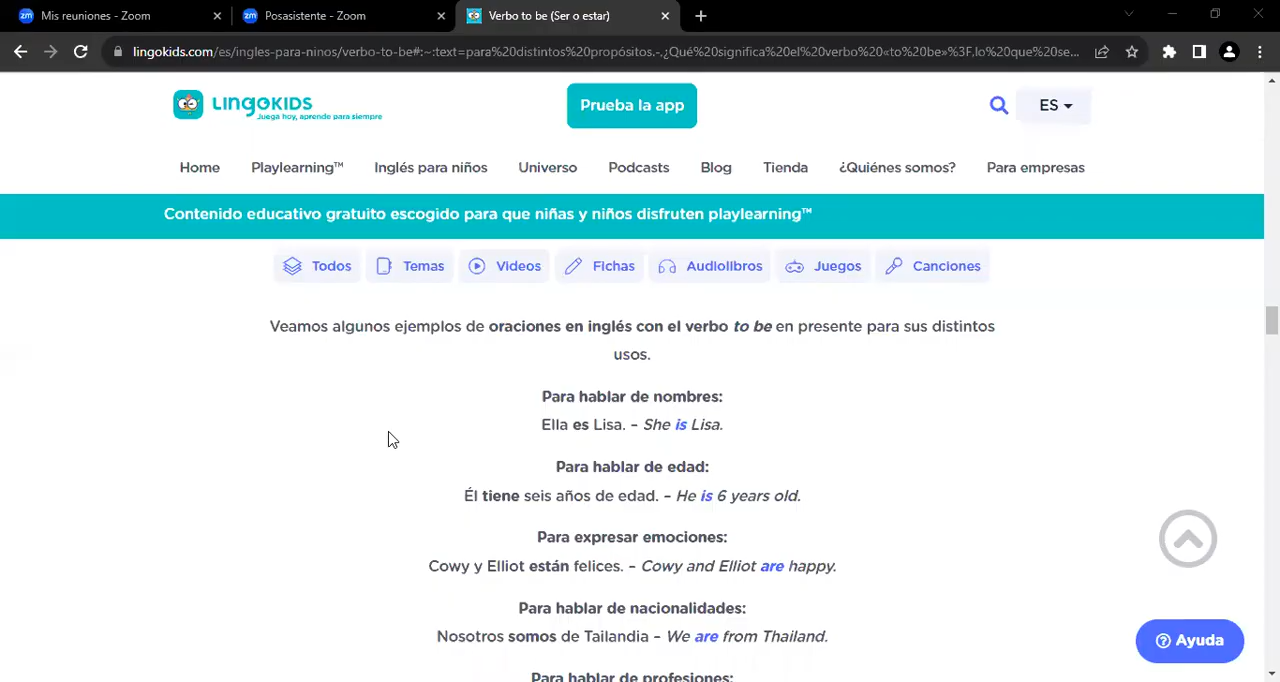 Mis reuniones - Zoom
Posasistente - Zoom
Verbo to be (Ser o estar)
lingokids.com/es/ingles-para-ninos/verbo-to-be#:~:text=para%20distintos%20propósitos.-,¿Qué%20significa%20el%20verbo%20«to%20be»%3F,lo%20que%20se...
LINGOKIDS
Juega hoy, aprende para siempre
Prueba la app
ES
Home Playlearning™ Inglés para niños Universo Podcasts Blog Tienda ¿Quiénes somos? Para empresas
Contenido educativo gratuito escogido para que niñas y niños disfruten playlearning™
Todos Temas Videos Fichas Audiolibros Juegos Canciones
Veamos algunos ejemplos de oraciones en inglés con el verbo to be en presente para sus distintos
usos.
Para hablar de nombres:
Ella es Lisa. – She is Lisa.
Para hablar de edad:
Él tiene seis años de edad. – He is 6 years old.
Para expresar emociones:
Cowy y Elliot están felices. – Cowy and Elliot are happy.
Para hablar de nacionalidades:
Nosotros somos de Tailandia – We are from Thailand.
Ayuda
Para hablar de profesiones: